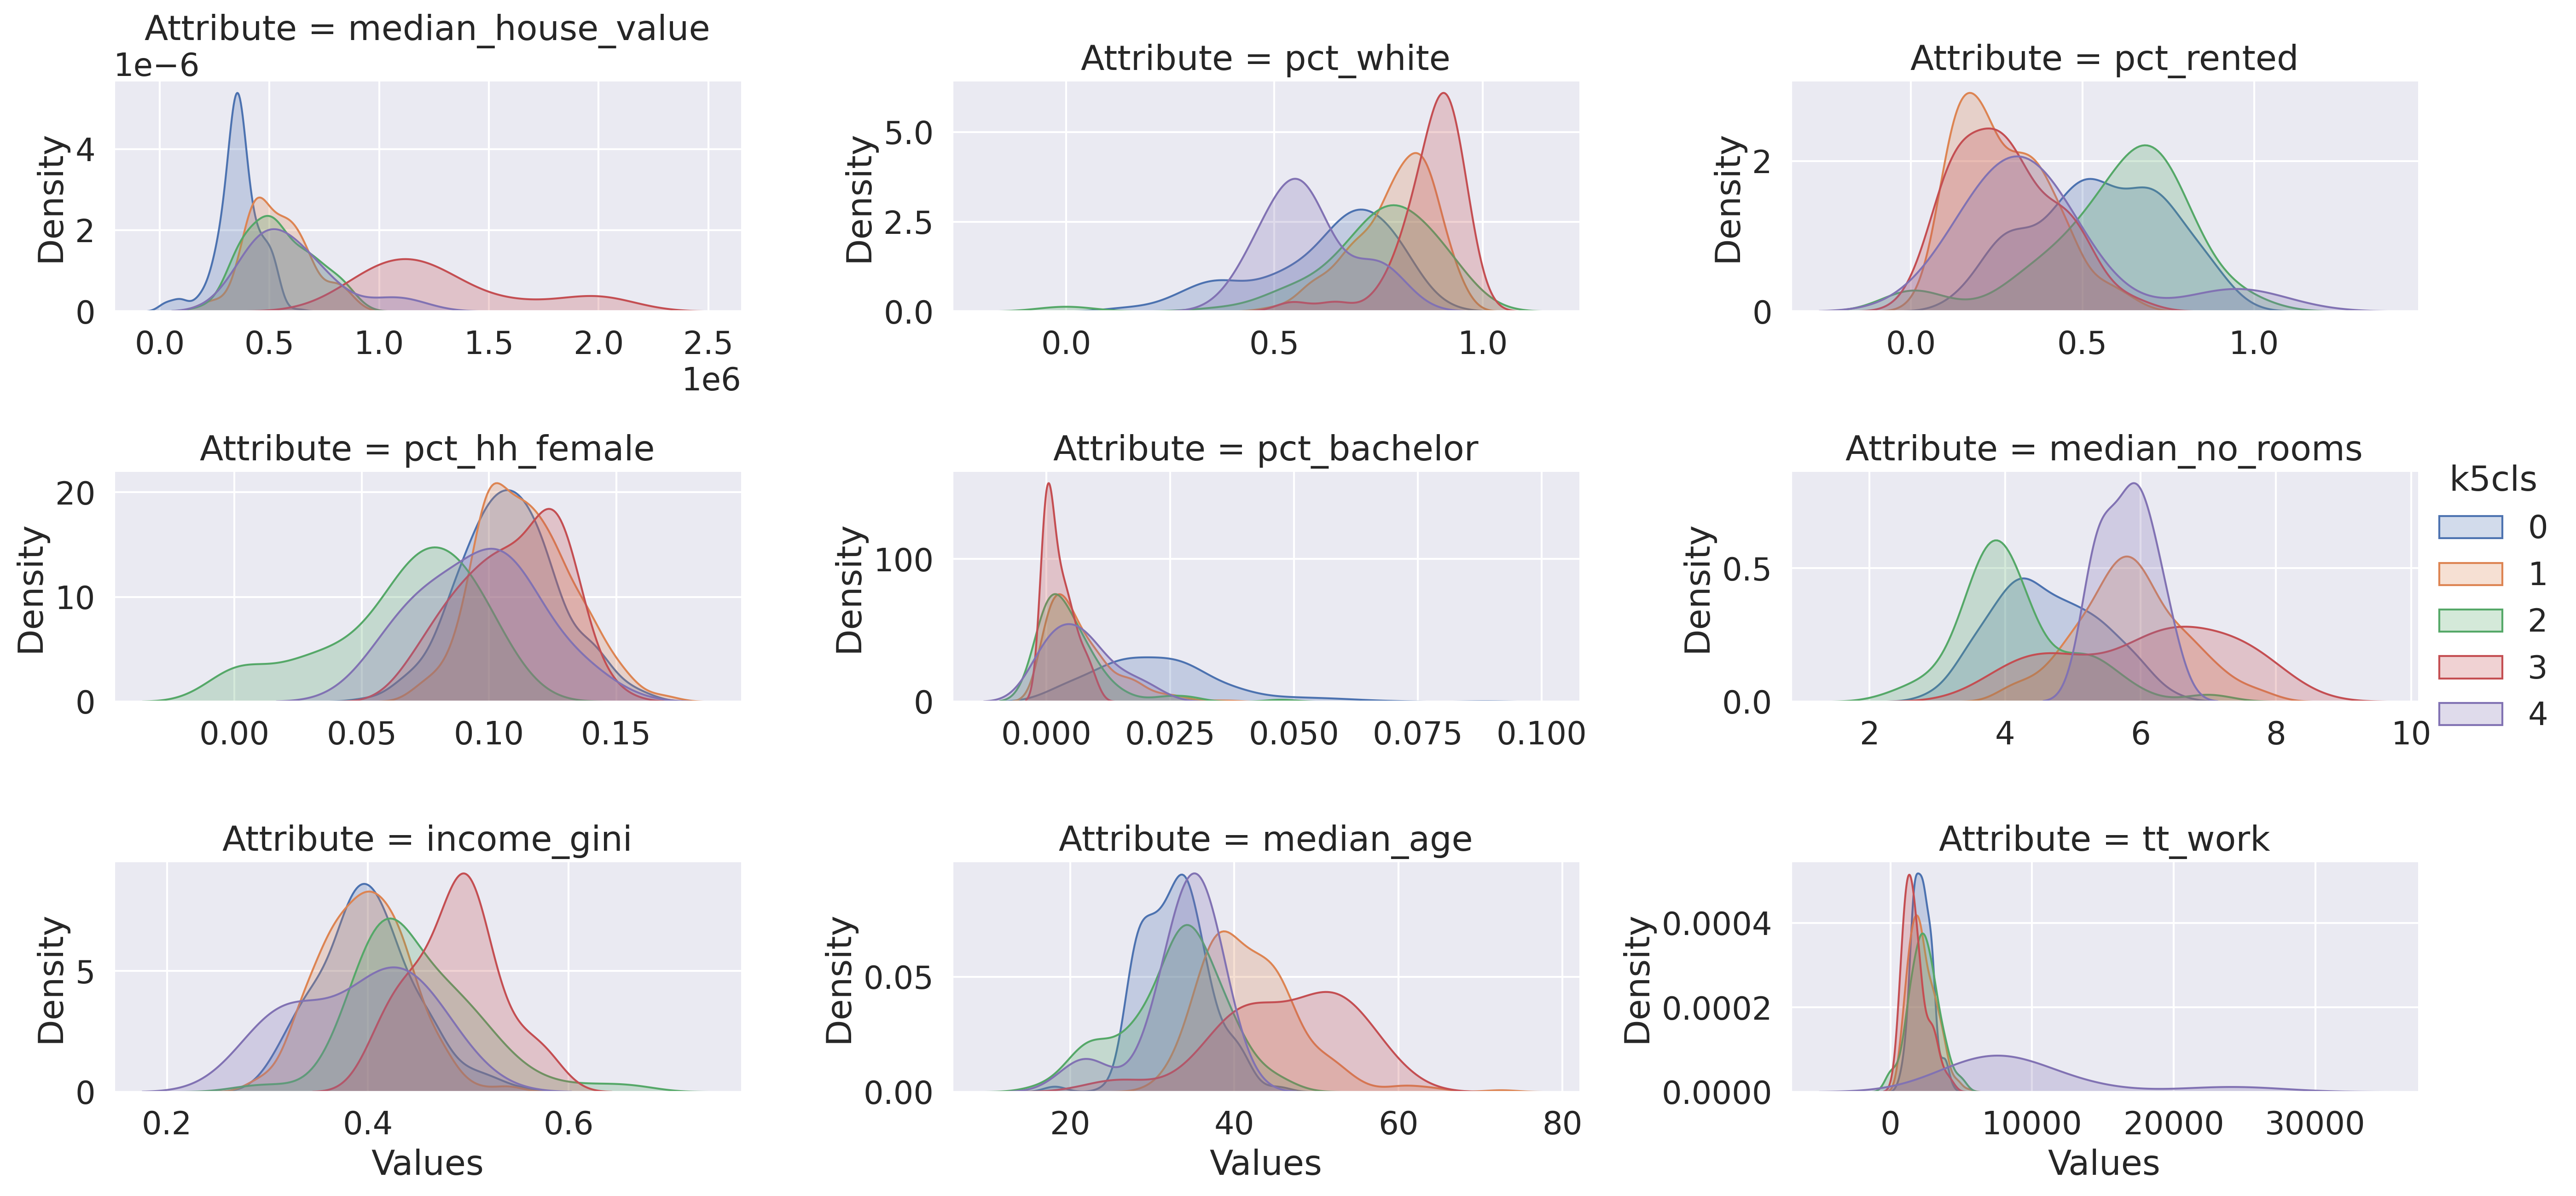 Attribute = median_house_value
1e−6
Density
4
2
0
0.0 0.5 1.0 1.5 2.0 2.5
1e6
Attribute = pct_white
Density
5.0
2.5
0.0
0.0 0.5 1.0
Attribute = pct_rented
Density
2
0
0.0 0.5 1.0
Attribute = pct_hh_female
Density
20
10
0
0.00 0.05 0.10 0.15
Attribute = pct_bachelor
Density
100
0
0.000 0.025 0.050 0.075 0.100
Attribute = median_no_rooms
Density
0.5
0.0
2 4 6 8 10
k5cls
0
1
2
3
4
Attribute = income_gini
Density
5
0
0.2 0.4 0.6
Values
Attribute = median_age
Density
0.05
0.00
20 40 60 80
Values
Attribute = tt_work
Density
0.0004
0.0002
0.0000
0 10000 20000 30000
Values